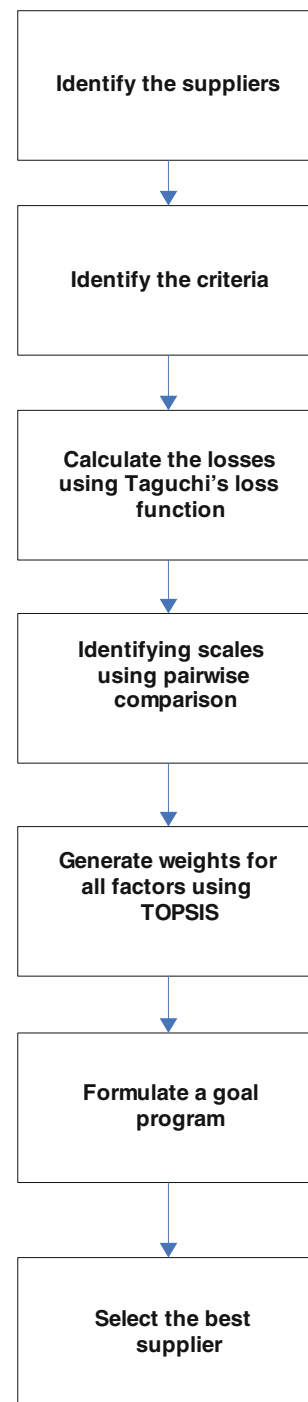 Identify the suppliers
Identify the criteria
Calculate the losses
using Taguchi’s loss
function
Identifying scales
using pairwise
comparison
Generate weights for
all factors using
TOPSIS
Formulate a goal
program
Select the best
supplier